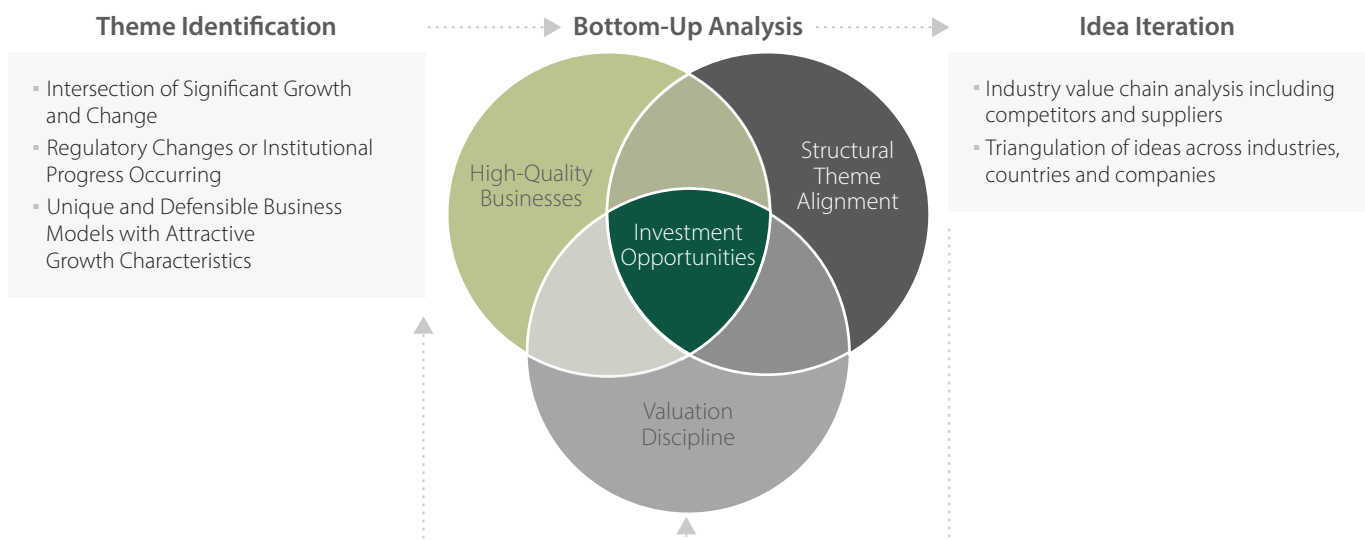 Theme Identification
Bottom-Up Analysis
Idea Iteration
▪ Intersection of Significant Growth
and Change
▪ Regulatory Changes or Institutional
Progress Occurring
▪ Unique and Defensible Business
Models with Attractive
Growth Characteristics
High-Quality
Businesses
Structural
Theme
Alignment
Investment
Opportunities
Valuation
Discipline
▪ Industry value chain analysis including
competitors and suppliers
▪ Triangulation of ideas across industries,
countries and companies